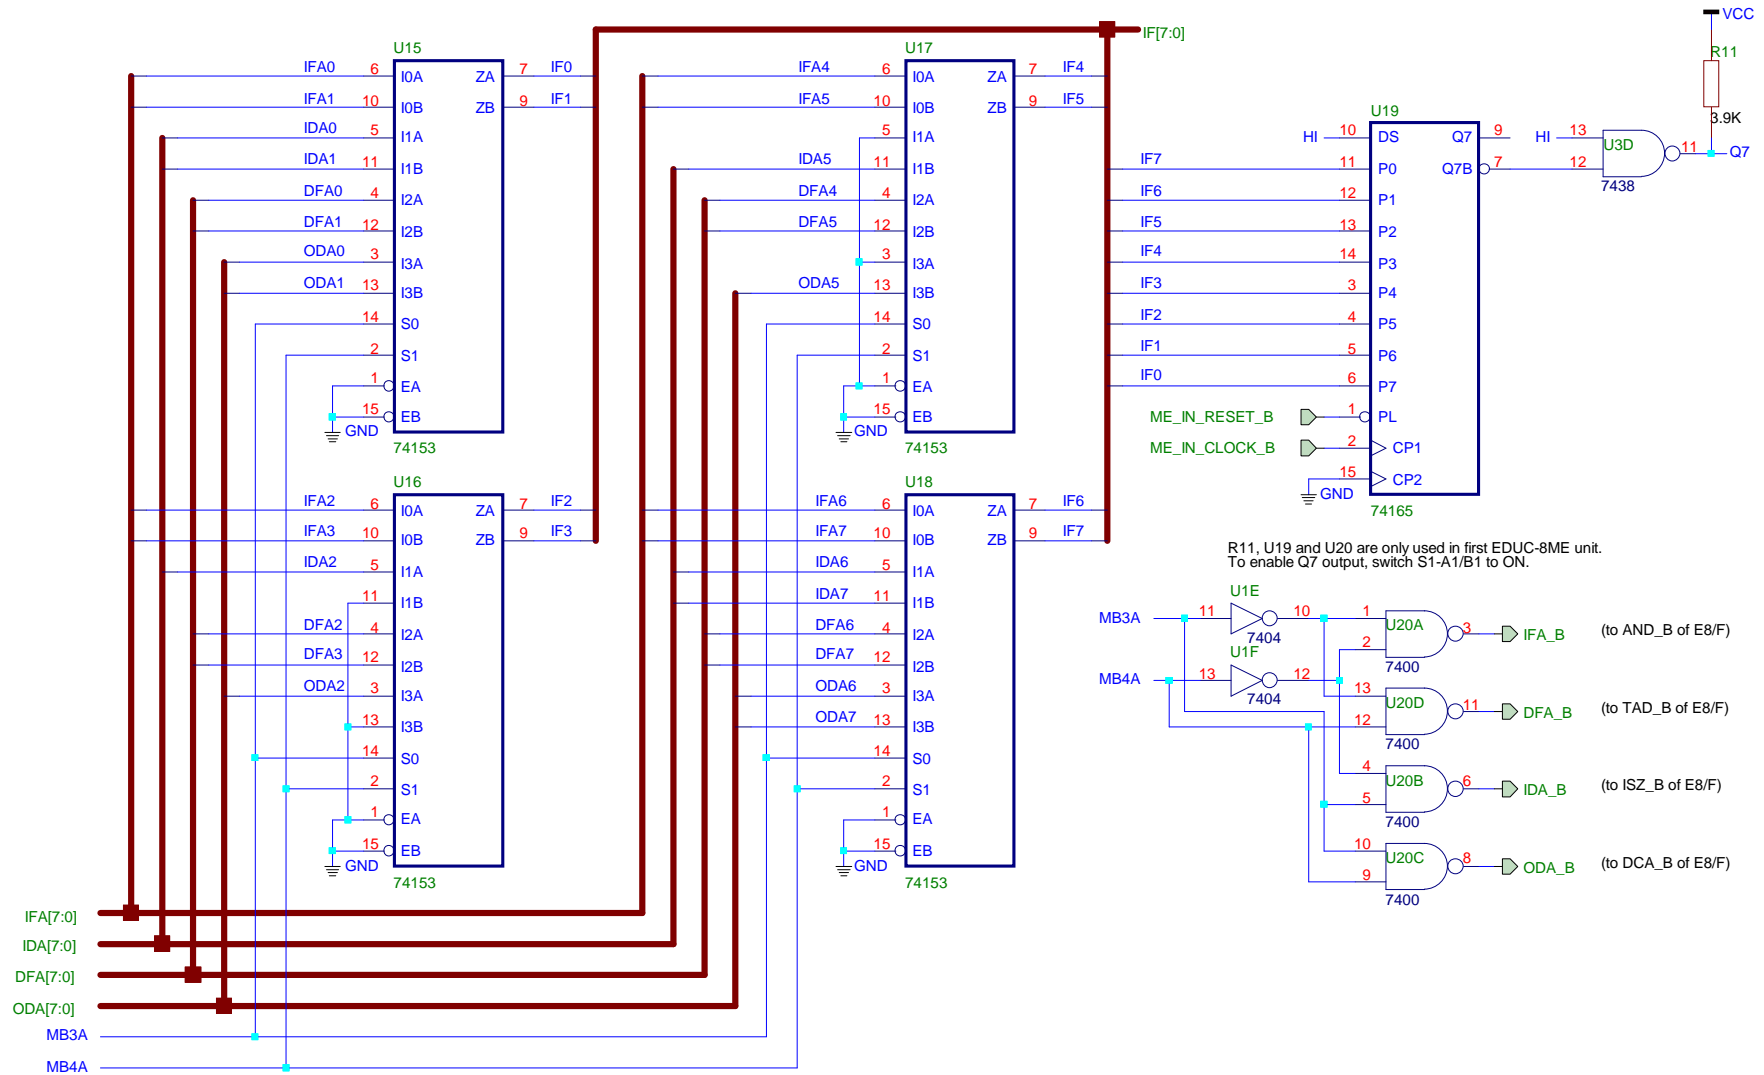 VCC
R11
3.9K
IF[7:0]
U15
IFA0 6 I0A ZA 7 IF0
IFA1 10 I0B ZB 9 IF1
IDA0 5 I1A
IDA1 11 I1B
DFA0 4 I2A
DFA1 12 I2B
ODA0 3 I3A
ODA1 13 I3B
14 S0
2 S1
1 EA
15 EB
GND
74153
U17
IFA4 6 I0A ZA 7 IF4
IFA5 10 I0B ZB 9 IF5
5 I1A
IDA5 11 I1B
DFA4 4 I2A
DFA5 12 I2B
3 I3A
ODA5 13 I3B
14 S0
2 S1
1 EA
15 EB
GND
74153
U19
HI 10 DS Q7 9
IF7 11 P0 Q7B 7
IF6 12 P1
IF5 13 P2
IF4 14 P3
IF3 3 P4
IF2 4 P5
IF1 5 P6
IF0 6 P7
ME_IN_RESET_B 1 PL
ME_IN_CLOCK_B 2 CP1
15 CP2
GND
74165
HI 13 U3D 11 Q7
12
7438
U16
IFA2 6 I0A ZA 7 IF2
IFA3 10 I0B ZB 9 IF3
IDA2 5 I1A
11 I1B
DFA2 4 I2A
DFA3 12 I2B
ODA2 3 I3A
13 I3B
14 S0
2 S1
1 EA
15 EB
GND
74153
U18
IFA6 6 I0A ZA 7 IF6
IFA7 10 I0B ZB 9 IF7
IDA6 5 I1A
IDA7 11 I1B
DFA6 4 I2A
DFA7 12 I2B
ODA6 3 I3A
ODA7 13 I3B
14 S0
2 S1
1 EA
15 EB
GND
74153
R11, U19 and U20 are only used in first EDUC-8ME unit.
To enable Q7 output, switch S1-A1/B1 to ON.
U1E
MB3A 11 10
7404
U1F
MB4A 13 12
7404
1 U20A 3 IFA_B (to AND_B of E8/F)
2
7400
13 U20D 11 DFA_B (to TAD_B of E8/F)
12
7400
4 U20B 6 IDA_B (to ISZ_B of E8/F)
5
7400
10 U20C 8 ODA_B (to DCA_B of E8/F)
9
7400
IFA[7:0]
IDA[7:0]
DFA[7:0]
ODA[7:0]
MB3A
MB4A